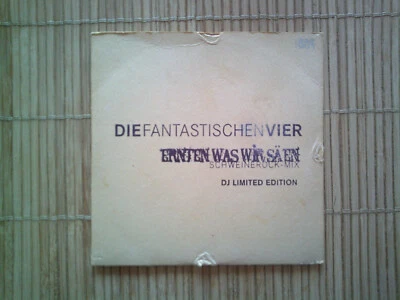 DIEFANTASTISCHENVIER
ERNTEN WAS WIR SÄEN
SCHWEINEROCK-MIX
DJ LIMITED EDITION